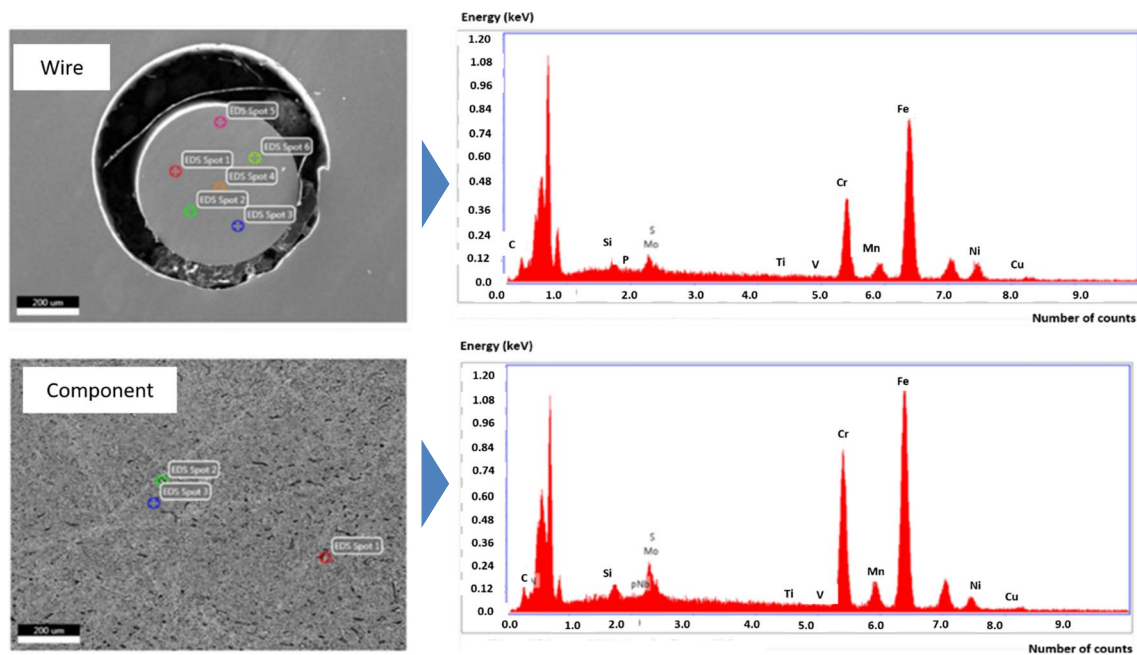 Wire
EDS Spot 5
EDS Spot 6
EDS Spot 1
EDS Spot 4
EDS Spot 2
EDS Spot 3
200 um
Energy (keV)
1.20
1.08
0.96
0.84
0.74
0.60
0.48
0.36
0.24
0.12
0.0
C
Si
P
S
Mo
Ti
V
Cr
Mn
Fe
Ni
Cu
0.0 1.0 2.0 3.0 4.0 5.0 6.0 7.0 8.0 9.0
Number of counts
Component
EDS Spot 2
EDS Spot 3
EDS Spot 1
200 um
Energy (keV)
1.20
1.08
0.96
0.84
0.74
0.60
0.48
0.36
0.24
0.12
0.0
C
N
Si
pNb
S
Mo
Ti
V
Cr
Mn
Fe
Ni
Cu
0.0 1.0 2.0 3.0 4.0 5.0 6.0 7.0 8.0 9.0
Number of counts